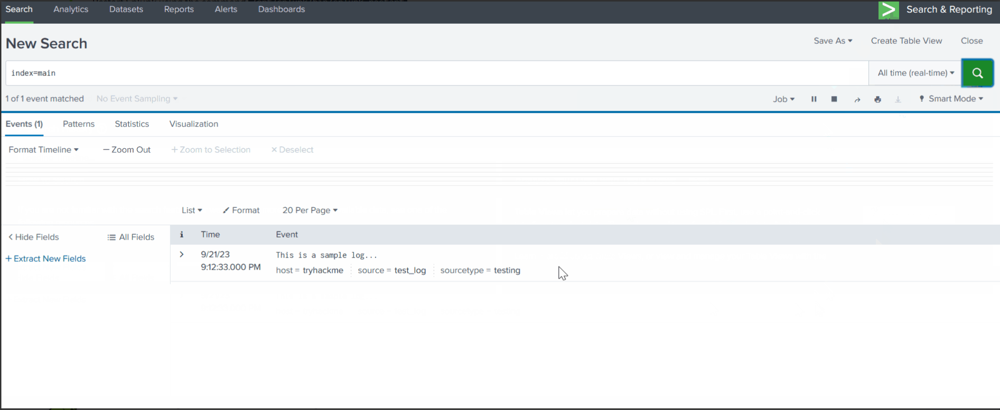 Search Analytics Datasets Reports Alerts Dashboards Search & Reporting
New Search Save As Create Table View Close
index=main All time (real-time)
1 of 1 event matched No Event Sampling Job Smart Mode
Events (1) Patterns Statistics Visualization
Format Timeline — Zoom Out + Zoom to Selection × Deselect
List Format 20 Per Page
< Hide Fields All Fields i Time Event
+ Extract New Fields
> 9/21/23 This is a sample log...
9:12:33.000 PM host = tryhackme source = test_log sourcetype = testing